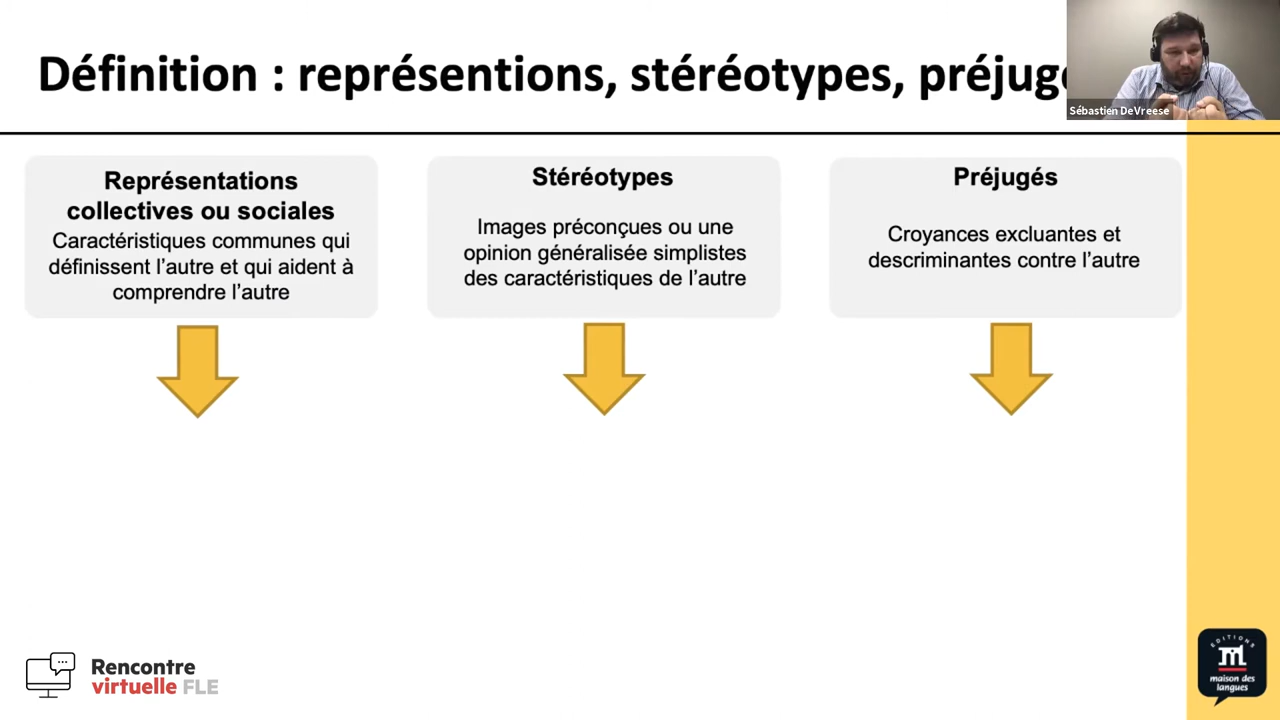 Définition : représentions, stéréotypes, préjugé
Sébastien DeVreese
Représentations
collectives ou sociales
Caractéristiques communes qui
définissent l'autre et qui aident à
comprendre l'autre
Stéréotypes
Images préconçues ou une
opinion généralisée simplistes
des caractéristiques de l'autre
Préjugés
Croyances excluantes et
descriminantes contre l'autre
Rencontre
virtuelle FLE
EDITIONS
maison des
langues